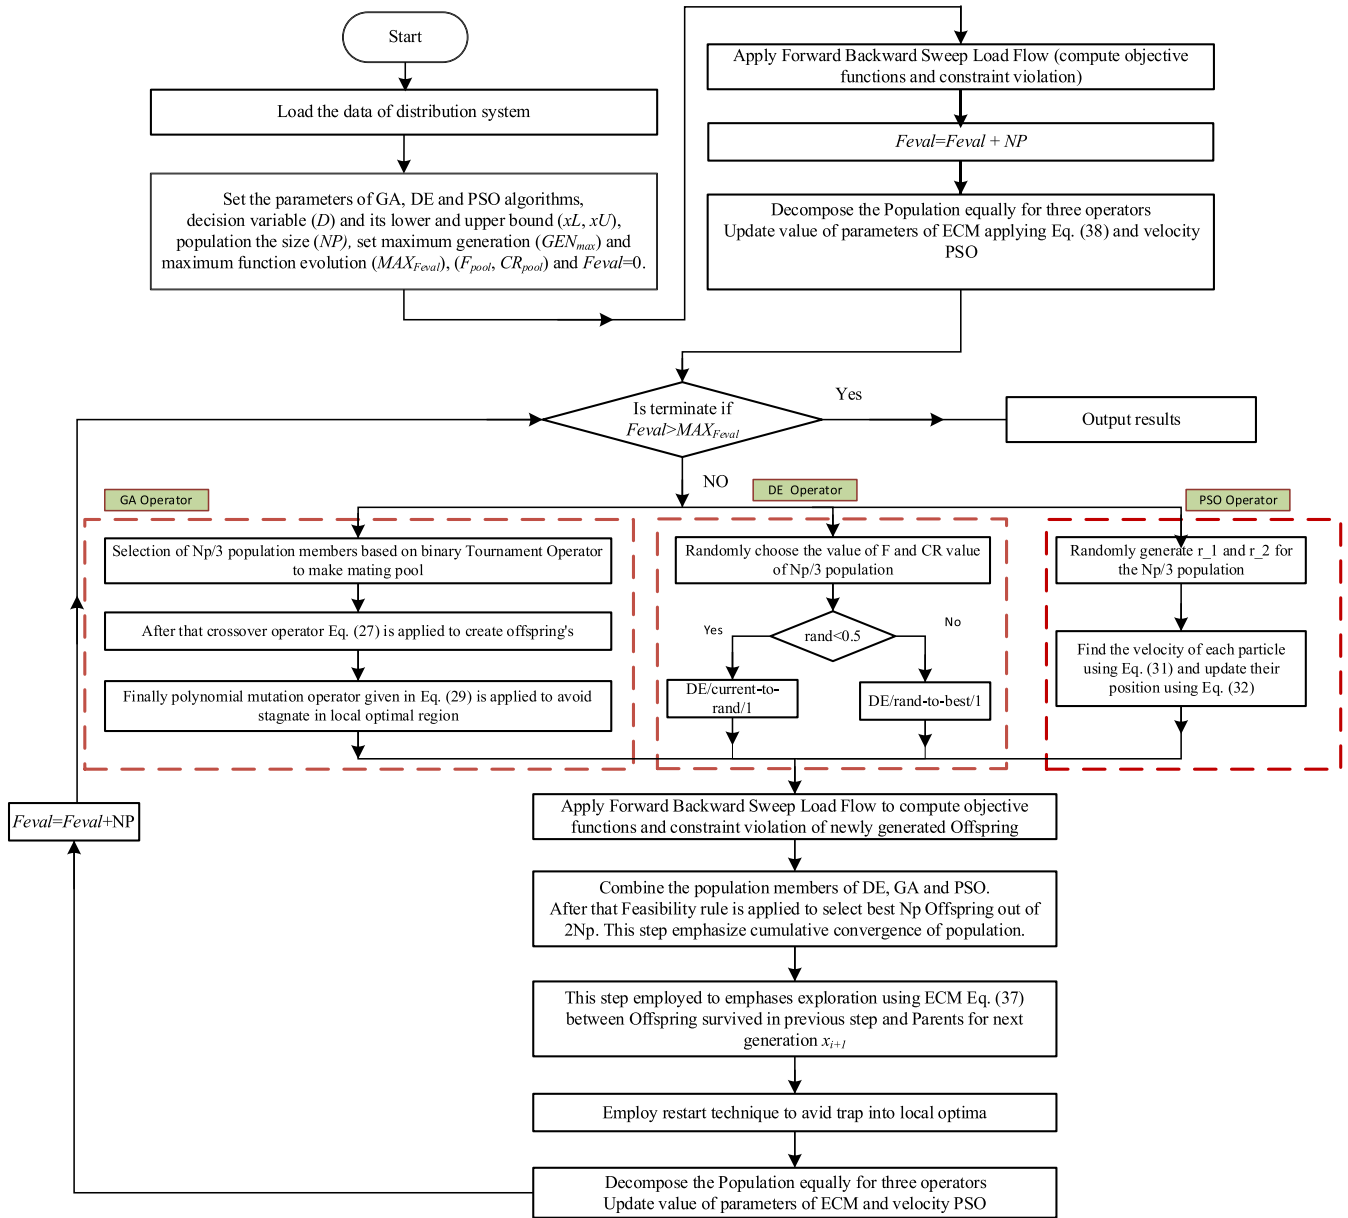 Start
Load the data of distribution system
Set the parameters of GA, DE and PSO algorithms,
decision variable (D) and its lower and upper bound (xL, xU),
population the size (NP), set maximum generation (GENmax) and
maximum function evolution (MAXFeval), (Fpool, CRpool) and Feval=0.
Apply Forward Backward Sweep Load Flow (compute objective
functions and constraint violation)
Feval=Feval + NP
Decompose the Population equally for three operators
Update value of parameters of ECM applying Eq. (38) and velocity
PSO
Is terminate if
Feval>MAXFeval
Yes
Output results
NO
GA Operator
DE Operator
PSO Operator
Selection of Np/3 population members based on binary Tournament Operator
to make mating pool
After that crossover operator Eq. (27) is applied to create offspring's
Finally polynomial mutation operator given in Eq. (29) is applied to avoid
stagnate in local optimal region
Randomly choose the value of F and CR value
of Np/3 population
Yes
rand<0.5
No
DE/current-to-
rand/1
DE/rand-to-best/1
Randomly generate r_1 and r_2 for
the Np/3 population
Find the velocity of each particle
using Eq. (31) and update their
position using Eq. (32)
Feval=Feval+NP
Apply Forward Backward Sweep Load Flow to compute objective
functions and constraint violation of newly generated Offspring
Combine the population members of DE, GA and PSO.
After that Feasibility rule is applied to select best Np Offspring out of
2Np. This step emphasize cumulative convergence of population.
This step employed to emphases exploration using ECM Eq. (37)
between Offspring survived in previous step and Parents for next
generation xi+1
Employ restart technique to avid trap into local optima
Decompose the Population equally for three operators
Update value of parameters of ECM and velocity PSO